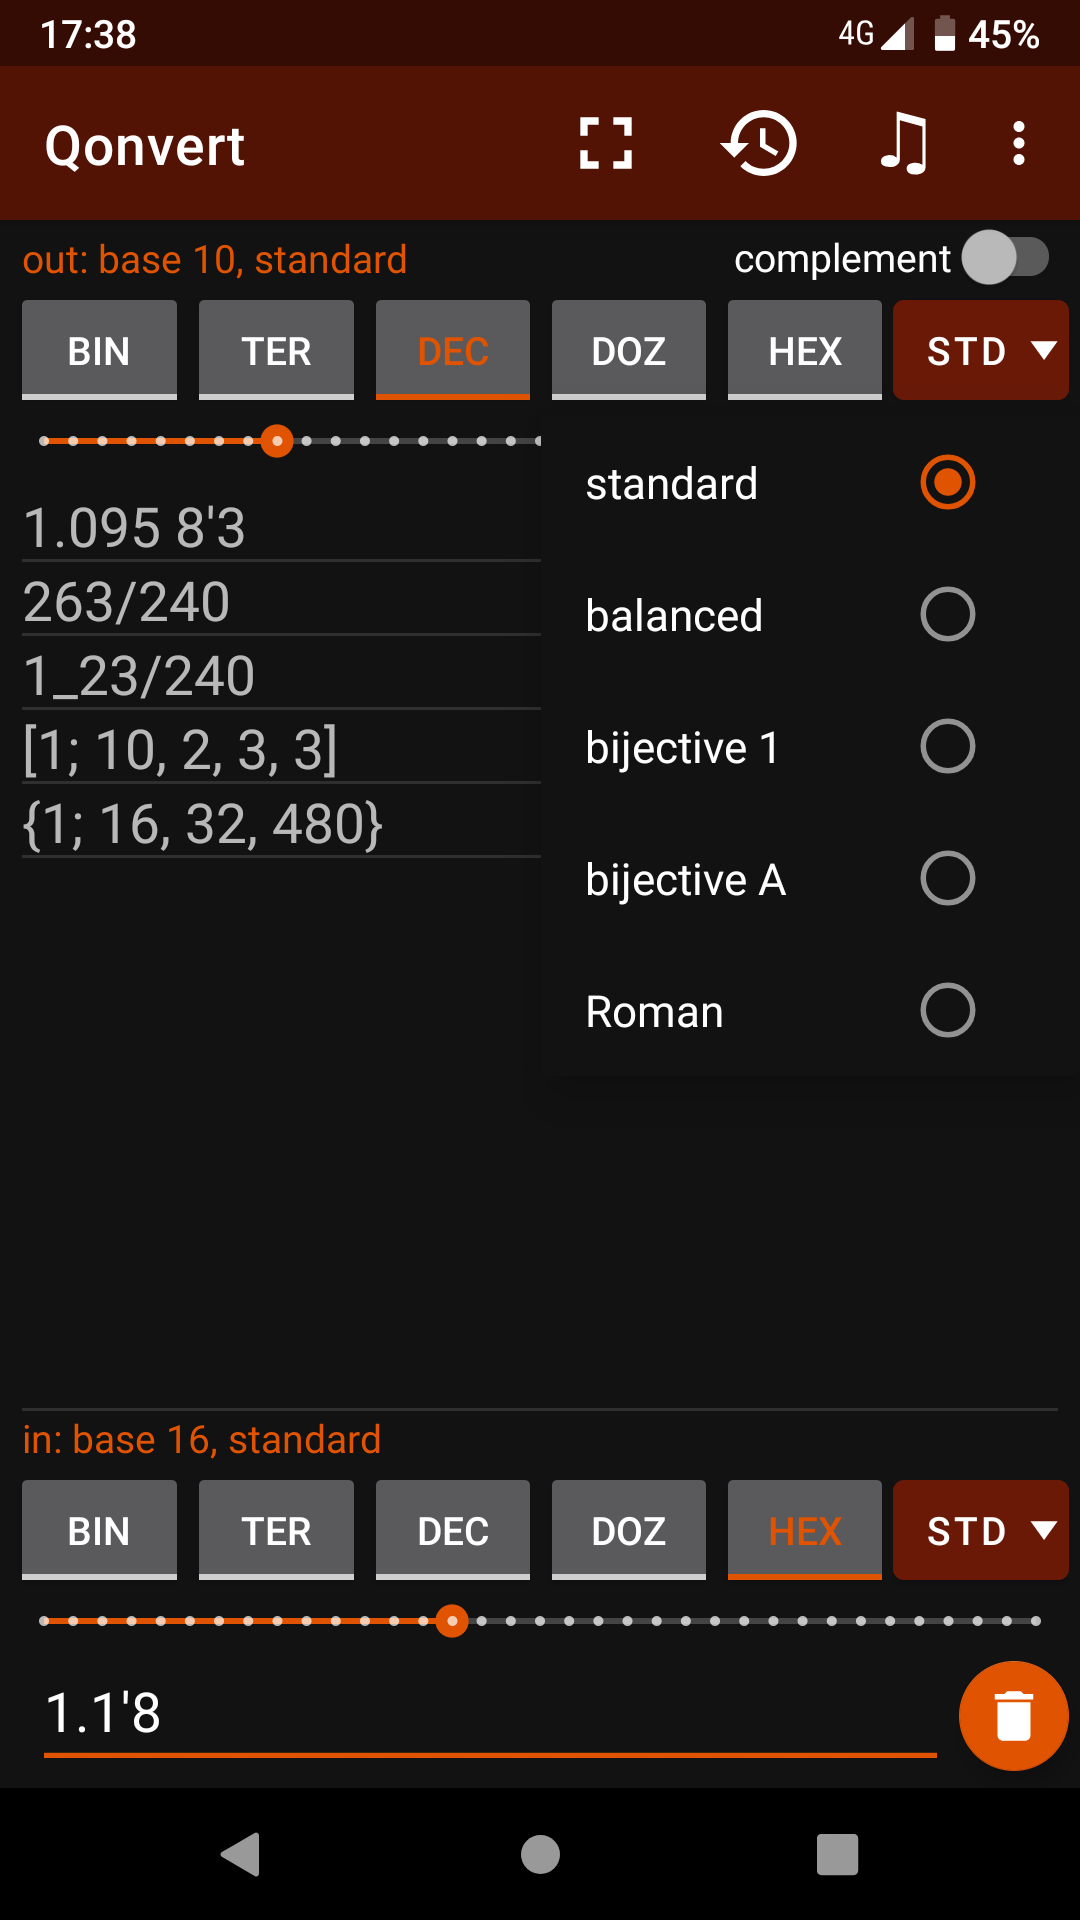 17:38 4G 45%
Qonvert
out: base 10, standard complement
BIN TER DEC DOZ HEX STD
standard
1.095 8'3
263/240
balanced
1_23/240
[1; 10, 2, 3, 3]
bijective 1
{1; 16, 32, 480}
bijective A
Roman
in: base 16, standard
BIN TER DEC DOZ HEX STD
1.1'8